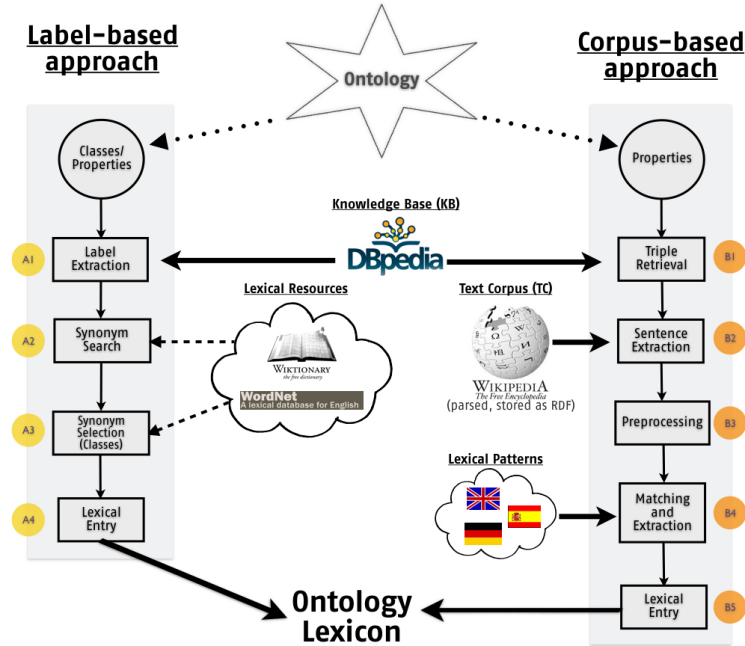 Label-based
approach
Ontology
Corpus-based
approach
Classes/
Properties
Properties
Knowledge Base (KB)
DBpedia
A1
Label
Extraction
Triple
Retrieval
B1
Lexical Resources
Text Corpus (TC)
A2
Synonym
Search
WIKTIONARY
the free dictionary
WordNet
A lexical database for English
WIKIPEDIA
The Free Encyclopedia
(parsed, stored as RDF)
Sentence
Extraction
B2
A3
Synonym
Selection
(Classes)
Preprocessing
B3
Lexical Patterns
A4
Lexical
Entry
Matching
and
Extraction
B4
Ontology
Lexicon
Lexical
Entry
B5